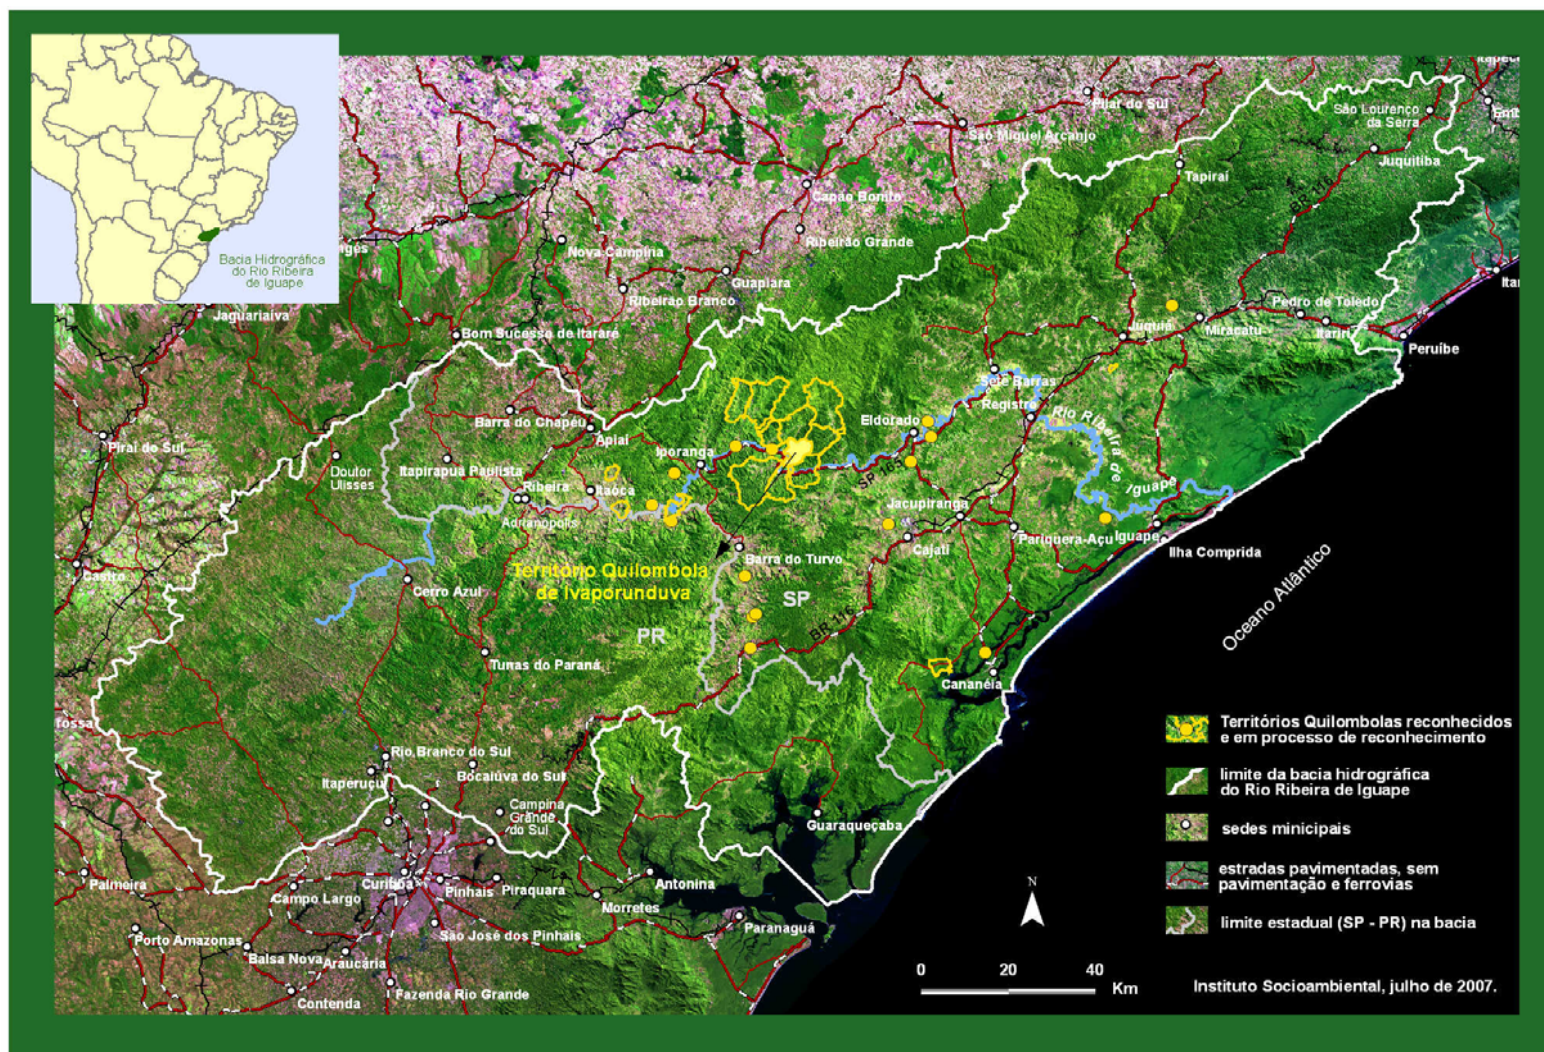 Bacia Hidrográfica
do Rio Ribeira
de Iguape
Pilar do Sul
São Miguel Arcanjo
São Lourenço
da Serra
Juquitiba
BR 116
Tapiraí
Capão Bonito
Ribeirão Grande
Nova Campina
Guapiara
Ribeirão Branco
Jaguariaiva
Bom Sucesso de Itararé
Pedro de Toledo
Itariri
Miracatu
Juquiá
Peruíbe
Sete Barras
Registro
Rio Ribeira de Iguape
Eldorado
SP 165
Barra do Chapéu
Apiaí
Iporanga
Pirai do Sul
Doutor
Ulisses
Itapirapuã Paulista
Ribeira
Itaóca
Adrianópolis
Jacupiranga
Cajati
Pariquera-Açu
Iguape
Ilha Comprida
Castro
Cerro Azul
Barra do Turvo
Território Quilombola
de Ivaporunduva
SP
PR
BR 116
Oceano Atlântico
Tunas do Paraná
Cananéia
Rio Branco do Sul
Itaperuçu
Bocaiúva do Sul
Campina
Grande
do Sul
Guaraqueçaba
Palmeira
Campo Largo
Curitiba
Pinhais
Piraquara
Antonina
Morretes
Paranaguá
São José dos Pinhais
Porto Amazonas
Balsa Nova
Araucária
Contenda
Fazenda Rio Grande
Territórios Quilombolas reconhecidos
e em processo de reconhecimento
limite da bacia hidrográfica
do Rio Ribeira de Iguape
sedes minicipais
estradas pavimentadas, sem
pavimentação e ferrovias
limite estadual (SP - PR) na bacia
N
0 20 40
Km
Instituto Socioambiental, julho de 2007.